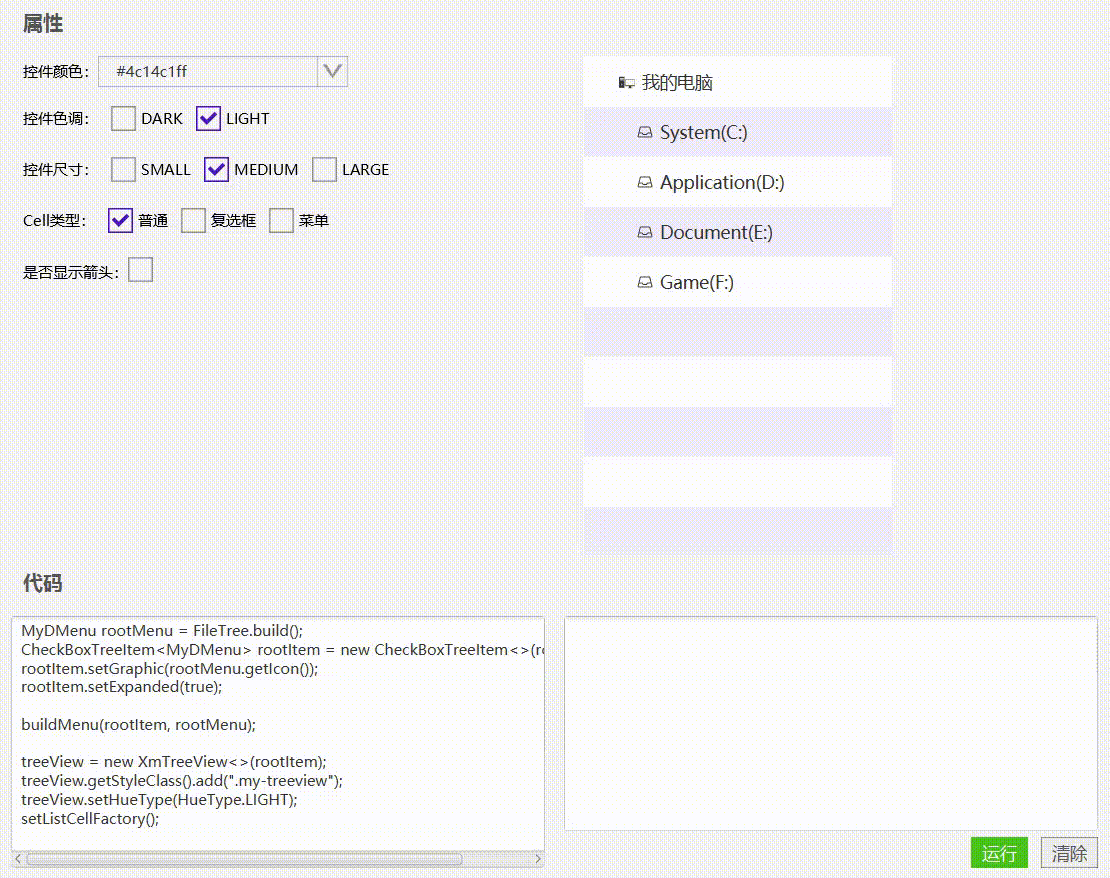 属性
控件颜色： #4c14c1ff
控件色调： DARK LIGHT
控件尺寸： SMALL MEDIUM LARGE
Cell类型： 普通 复选框 菜单
是否显示箭头：
我的电脑
System(C:)
Application(D:)
Document(E:)
Game(F:)
代码
MyDMenu rootMenu = FileTree.build();
CheckBoxTreeItem<MyDMenu> rootItem = new CheckBoxTreeItem<>(ro
rootItem.setGraphic(rootMenu.getIcon());
rootItem.setExpanded(true);
buildMenu(rootItem, rootMenu);
treeView = new XmTreeView<>(rootItem);
treeView.getStyleClass().add(".my-treeview");
treeView.setHueType(HueType.LIGHT);
setListCellFactory();
运行 清除